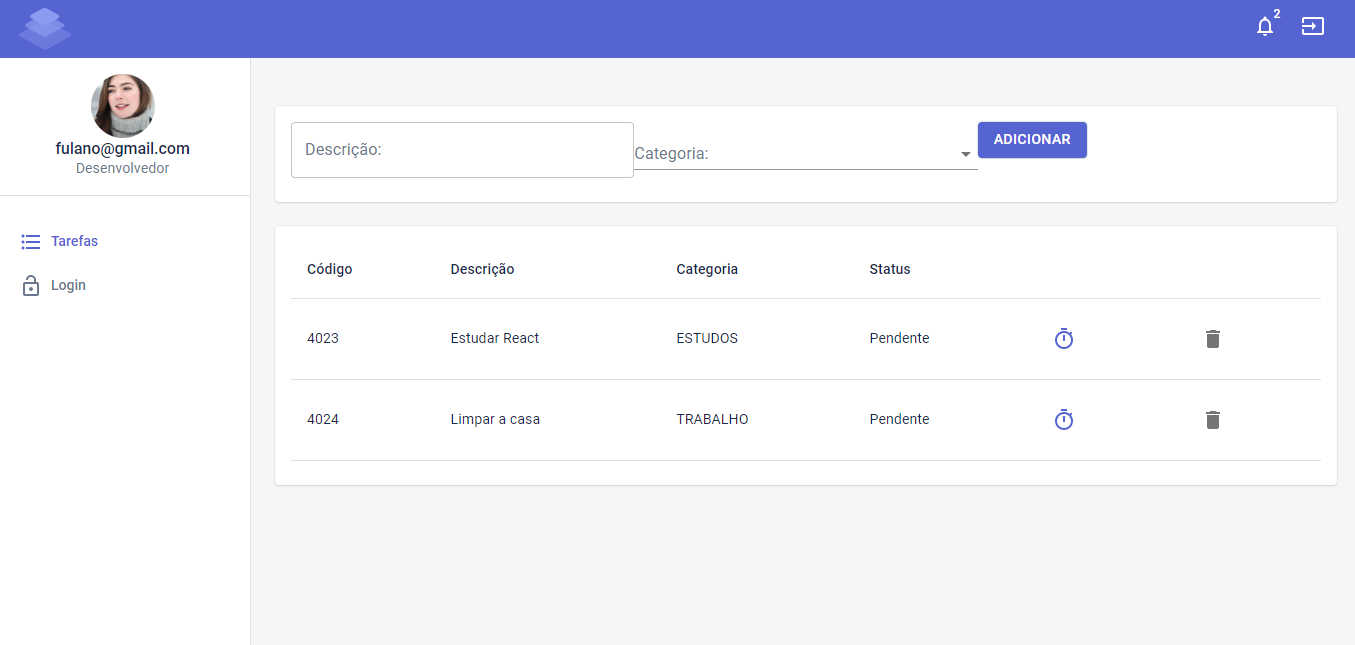 2
fulano@gmail.com
Desenvolvedor
Tarefas
Login
Descrição:
Categoria:
ADICIONAR
Código Descrição Categoria Status
4023 Estudar React ESTUDOS Pendente
4024 Limpar a casa TRABALHO Pendente